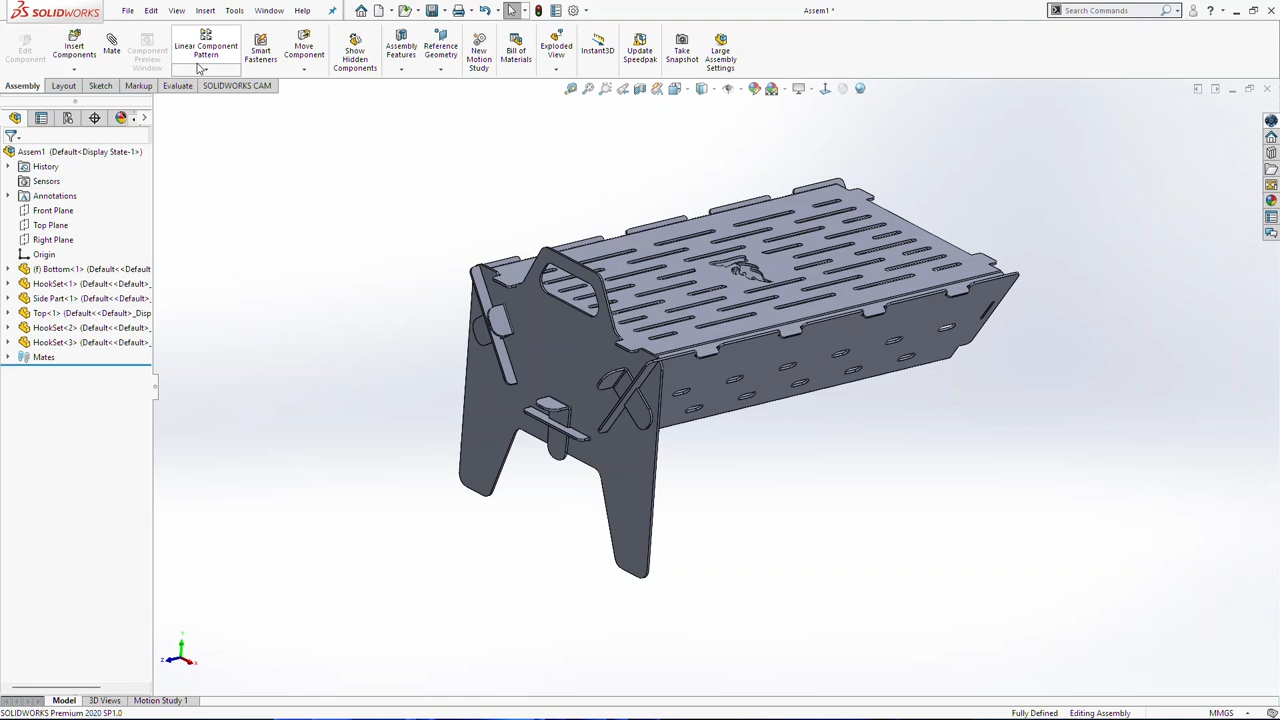 SOLIDWORKS
File
Edit
View
Insert
Tools
Window
Help
Assem1 *
Search Commands
Edit
Component
Insert
Components
Mate
Component
Preview
Window
Linear Component
Pattern
Smart
Fasteners
Move
Component
Show
Hidden
Components
Assembly
Features
Reference
Geometry
New
Motion
Study
Bill of
Materials
Exploded
View
Instant3D
Update
Speedpak
Take
Snapshot
Large
Assembly
Settings
Assembly
Layout
Sketch
Markup
Evaluate
SOLIDWORKS CAM
Assem1 (Default<Display State-1>)
History
Sensors
Annotations
Front Plane
Top Plane
Right Plane
Origin
(f) Bottom<1> (Default<<Default
HookSet<1> (Default<<Default>_
Side Part<1> (Default<<Default>_
Top<1> (Default<<Default>_Disp
HookSet<2> (Default<<Default>_
HookSet<3> (Default<<Default>_
Mates
Y
Z
X
Model
3D Views
Motion Study 1
SOLIDWORKS Premium 2020 SP1.0
Fully Defined
Editing Assembly
MMGS